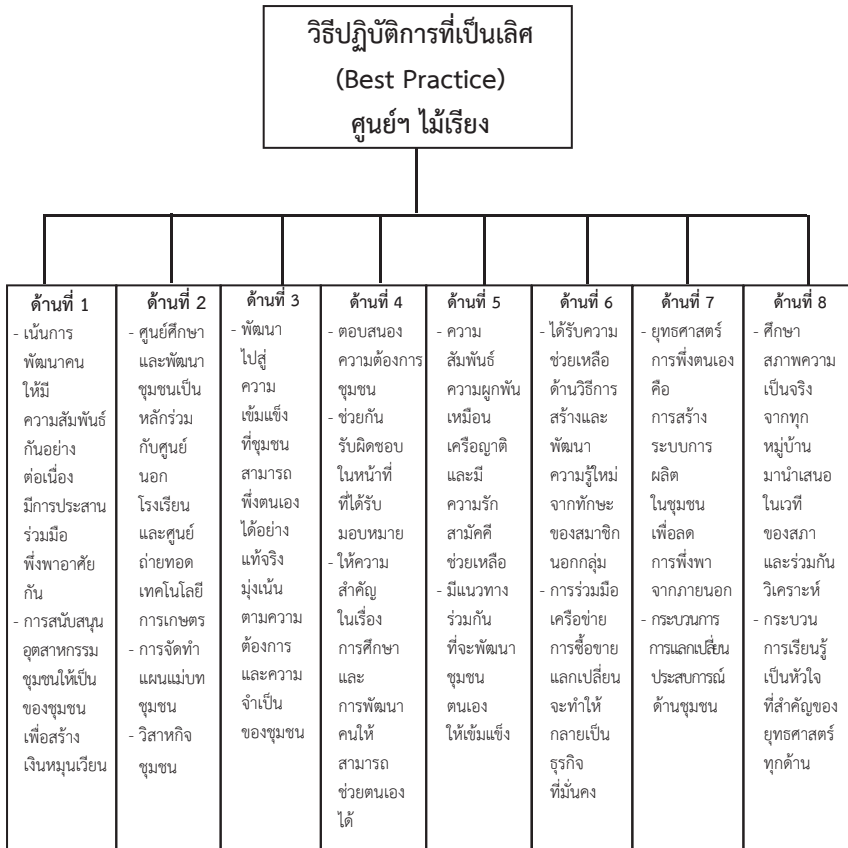 วิธีปฏิบัติการที่เป็นเลิศ
(Best Practice)
ศูนย์ฯ ไม้เรียง
ด้านที่ 1
- เน้นการ
พัฒนาคน
ให้มี
ความสัมพันธ์
กันอย่าง
ต่อเนื่อง
มีการประสาน
ร่วมมือ
พึ่งพาอาศัย
กัน
- การสนับสนุน
อุตสาหกรรม
ชุมชนให้เป็น
ของชุมชน
เพื่อสร้าง
เงินหมุนเวียน
ด้านที่ 2
- ศูนย์ศึกษา
และพัฒนา
ชุมชนเป็น
หลักร่วม
กับศูนย์
นอก
โรงเรียน
และศูนย์
ถ่ายทอด
เทคโนโลยี
การเกษตร
- การจัดทำ
แผนแม่บท
ชุมชน
- วิสาหกิจ
ชุมชน
ด้านที่ 3
- พัฒนา
ไปสู่
ความ
เข้มแข็ง
ที่ชุมชน
สามารถ
พึ่งตนเอง
ได้อย่าง
แท้จริง
มุ่งเน้น
ตามความ
ต้องการ
และความ
จำเป็น
ของชุมชน
ด้านที่ 4
- ตอบสนอง
ความต้องการ
ชุมชน
- ช่วยกัน
รับผิดชอบ
ในหน้าที่
ที่ได้รับ
มอบหมาย
- ให้ความ
สำคัญ
ในเรื่อง
การศึกษา
และ
การพัฒนา
คนให้
สามารถ
ช่วยตนเอง
ได้
ด้านที่ 5
- ความ
สัมพันธ์
ความผูกพัน
เหมือน
เครือญาติ
และมี
ความรัก
สามัคคี
ช่วยเหลือ
- มีแนวทาง
ร่วมกัน
ที่จะพัฒนา
ชุมชน
ตนเอง
ให้เข้มแข็ง
ด้านที่ 6
- ได้รับความ
ช่วยเหลือ
ด้านวิธีการ
สร้างและ
พัฒนา
ความรู้ใหม่
จากทักษะ
ของสมาชิก
นอกกลุ่ม
- การร่วมมือ
เครือข่าย
การซื้อขาย
แลกเปลี่ยน
จะทำให้
กลายเป็น
ธุรกิจ
ที่มั่นคง
ด้านที่ 7
- ยุทธศาสตร์
การพึ่งตนเอง
คือ
การสร้าง
ระบบการ
ผลิต
ในชุมชน
เพื่อลด
การพึ่งพา
จากภายนอก
- กระบวนการ
การแลกเปลี่ยน
ประสบการณ์
ด้านชุมชน
ด้านที่ 8
- ศึกษา
สภาพความ
เป็นจริง
จากทุก
หมู่บ้าน
มานำเสนอ
ในเวที
ของสภา
และร่วมกัน
วิเคราะห์
- กระบวน
การเรียนรู้
เป็นหัวใจ
ที่สำคัญของ
ยุทธศาสตร์
ทุกด้าน